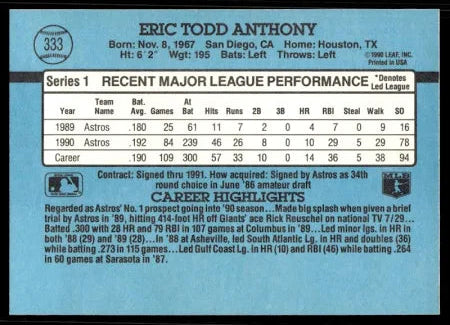 333
ERIC TODD ANTHONY
Born: Nov. 8, 1967 San Diego, CA Home: Houston, TX
Ht: 6' 2" Wgt: 195 Bats: Left Throws: Left
© 1990 LEAF, INC.
Printed in USA
Series 1 RECENT MAJOR LEAGUE PERFORMANCE *Denotes Led League
Year Team Name Bat. Avg. Games At Bat Hits Runs 2B 3B HR RBI Steal Walk SO
1989 Astros .180 25 61 11 7 2 0 4 7 0 9 16
1990 Astros .192 84 239 46 26 8 0 10 29 5 29 78
Career .190 109 300 57 33 10 0 14 36 5 38 94
Contract: Signed thru 1991. How acquired: Signed by Astros as 34th
round choice in June '86 amateur draft
CAREER HIGHLIGHTS
Regarded as Astros' No. 1 prospect going into '90 season...Made big splash when given a brief
trial by Astros in '89, hitting 414-foot HR off Giants' ace Rick Reuschel on national TV 7/29...
Batted .300 with 28 HR and 79 RBI in 107 games at Columbus in '89...Led minor lgs. in HR in
both '88 (29) and '89 (28)...In '88 at Asheville, led South Atlantic Lg. in HR and doubles (36)
while batting .273 in 115 games...Led Gulf Coast Lg. in HR (10) and RBI (46) while batting .264
in 60 games at Sarasota in '87.